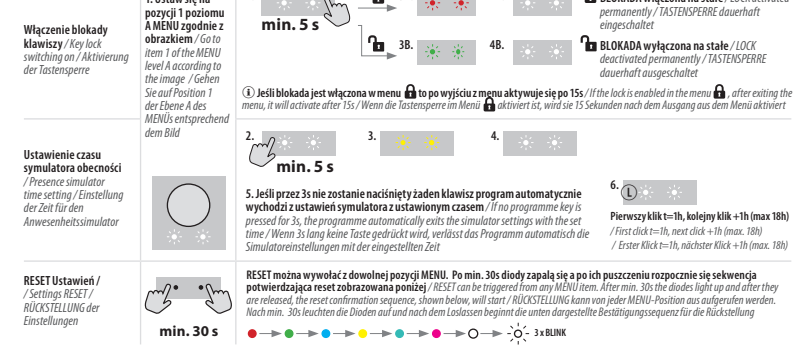 1. Ustaw się na
pozycji 1 poziomu
A MENU zgodnie z
obrazkiem / Go to
item 1 of the MENU
level A according to
the image / Gehen
Sie auf Position 1
der Ebene A des
MENÜs entsprechend
dem Bild
Włączenie blokady
klawiszy / Key lock
switching on / Aktivierung
der Tastensperre
min. 5 s
3B.
4B.
BLOKADA włączona na stałe / LOCK activated
permanently / TASTENSPERRE dauerhaft
eingeschaltet
BLOKADA wyłączona na stałe / LOCK
deactivated permanently / TASTENSPERRE
dauerhaft ausgeschaltet
i Jeśli blokada jest włączona w menu to po wyjściu z menu aktywuje się po 15s / If the lock is enabled in the menu , after exiting the
menu, it will activate after 15s / Wenn die Tastensperre im Menü aktiviert ist, wird sie 15 Sekunden nach dem Ausgang aus dem Menü aktiviert
Ustawienie czasu
symulatora obecności
/ Presence simulator
time setting / Einstellung
der Zeit für den
Anwesenheitssimulator
2.
min. 5 s
3.
4.
5. Jeśli przez 3s nie zostanie naciśnięty żaden klawisz program automatycznie
wychodzi z ustawień symulatora z ustawionym czasem / If no programme key is
pressed for 3s, the programme automatically exits the simulator settings with the set
time / Wenn 3s lang keine Taste gedrückt wird, verlässt das Programm automatisch die
Simulatoreinstellungen mit der eingestellten Zeit
6.
L
Pierwszy klik t=1h, kolejny klik +1h (max 18h)
/ First click t=1h, next click +1h (max. 18h)
/ Erster Klick t=1h, nächster Klick +1h (max. 18h)
RESET Ustawień /
/ Settings RESET /
RÜCKSTELLUNG der
Einstellungen
min. 30 s
RESET można wywołać z dowolnej pozycji MENU. Po min. 30s diody zapalą się a po ich puszczeniu rozpocznie się sekwencja
potwierdzająca reset zobrazowana poniżej / RESET can be triggered from any MENU item. After min. 30s the diodes light up and after they
are released, the reset confirmation sequence, shown below, will start / RÜCKSTELLUNG kann von jeder MENU-Position aus aufgerufen werden.
Nach min. 30s leuchten die Dioden auf und nach dem Loslassen beginnt die unten dargestellte Bestätigungssequenz für die Rückstellung
3 x BLINK